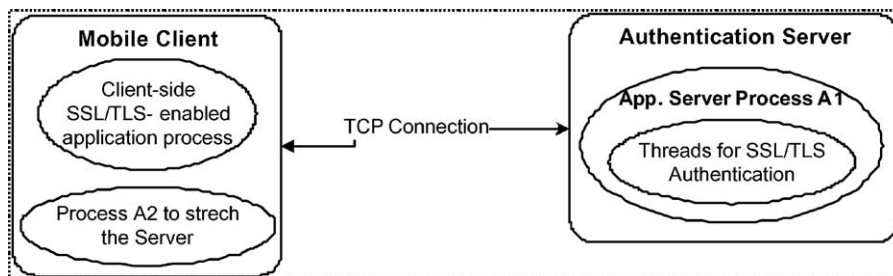 Mobile Client
Client-side
SSL/TLS- enabled
application process
Process A2 to strech
the Server
TCP Connection
Authentication Server
App. Server Process A1
Threads for SSL/TLS
Authentication